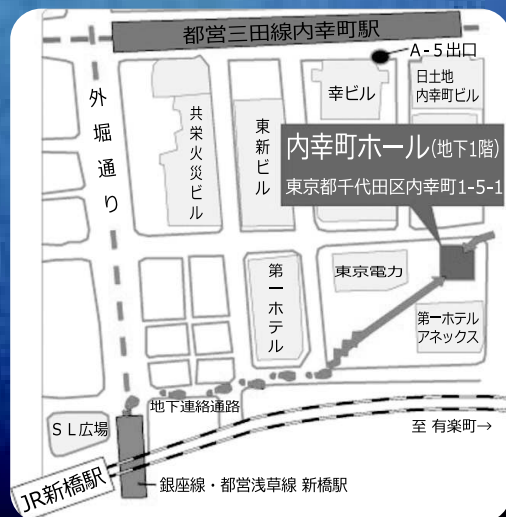 都営三田線内幸町駅
A-5出口
外堀通り
共栄火災ビル
東新ビル
幸ビル
日土地
内幸町ビル
内幸町ホール(地下1階)
東京都千代田区内幸町1-5-1
第一ホテル
東京電力
第一ホテル
アネックス
地下連絡通路
SL広場
至 有楽町→
JR新橋駅
銀座線・都営浅草線 新橋駅